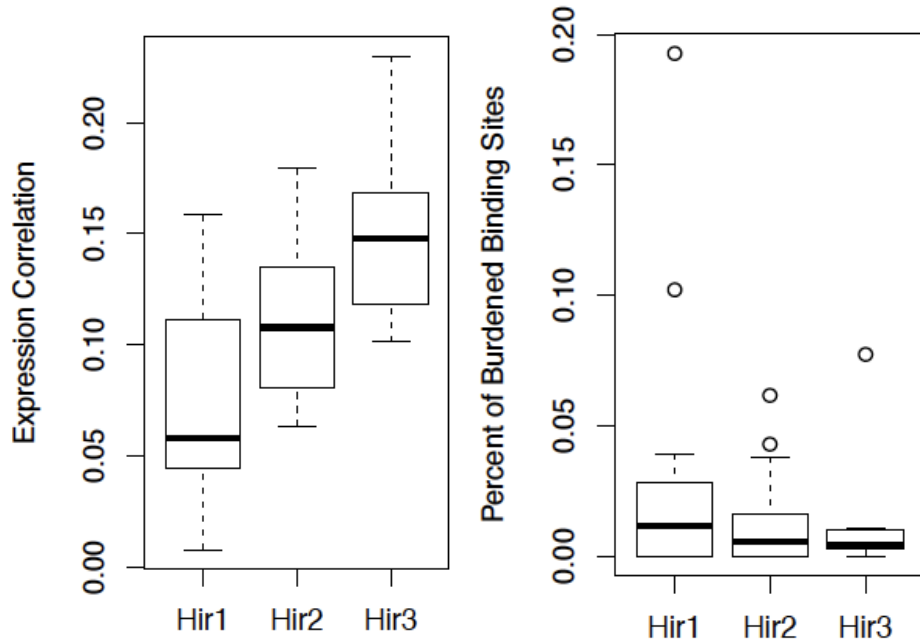 Expression Correlation
0.20
0.15
0.10
0.05
0.00
Hir1 Hir2 Hir3
Percent of Burdened Binding Sites
0.20
0.15
0.10
0.05
0.00
Hir1 Hir2 Hir3